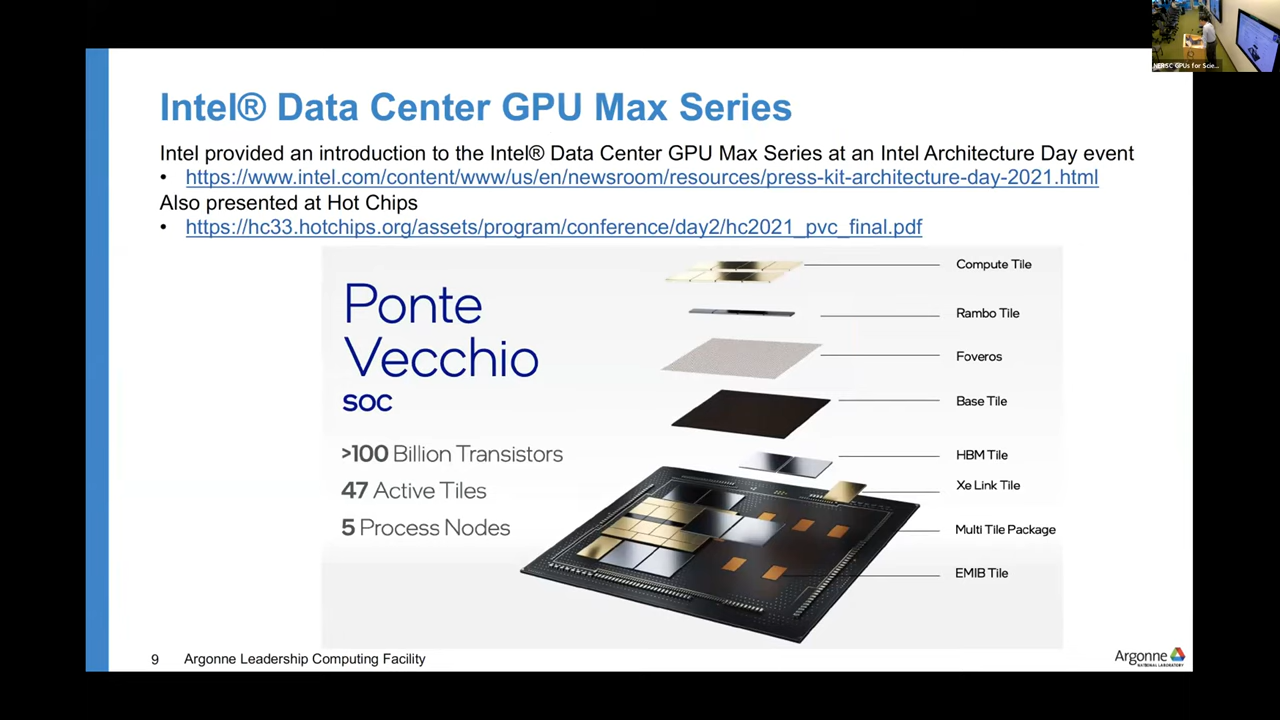 NERSC GPUs for Scie...
Intel® Data Center GPU Max Series
Intel provided an introduction to the Intel® Data Center GPU Max Series at an Intel Architecture Day event
• https://www.intel.com/content/www/us/en/newsroom/resources/press-kit-architecture-day-2021.html
Also presented at Hot Chips
• https://hc33.hotchips.org/assets/program/conference/day2/hc2021_pvc_final.pdf
Ponte
Vecchio
SOC
>100 Billion Transistors
47 Active Tiles
5 Process Nodes
Compute Tile
Rambo Tile
Foveros
Base Tile
HBM Tile
Xe Link Tile
Multi Tile Package
EMIB Tile
9 Argonne Leadership Computing Facility
Argonne
NATIONAL LABORATORY